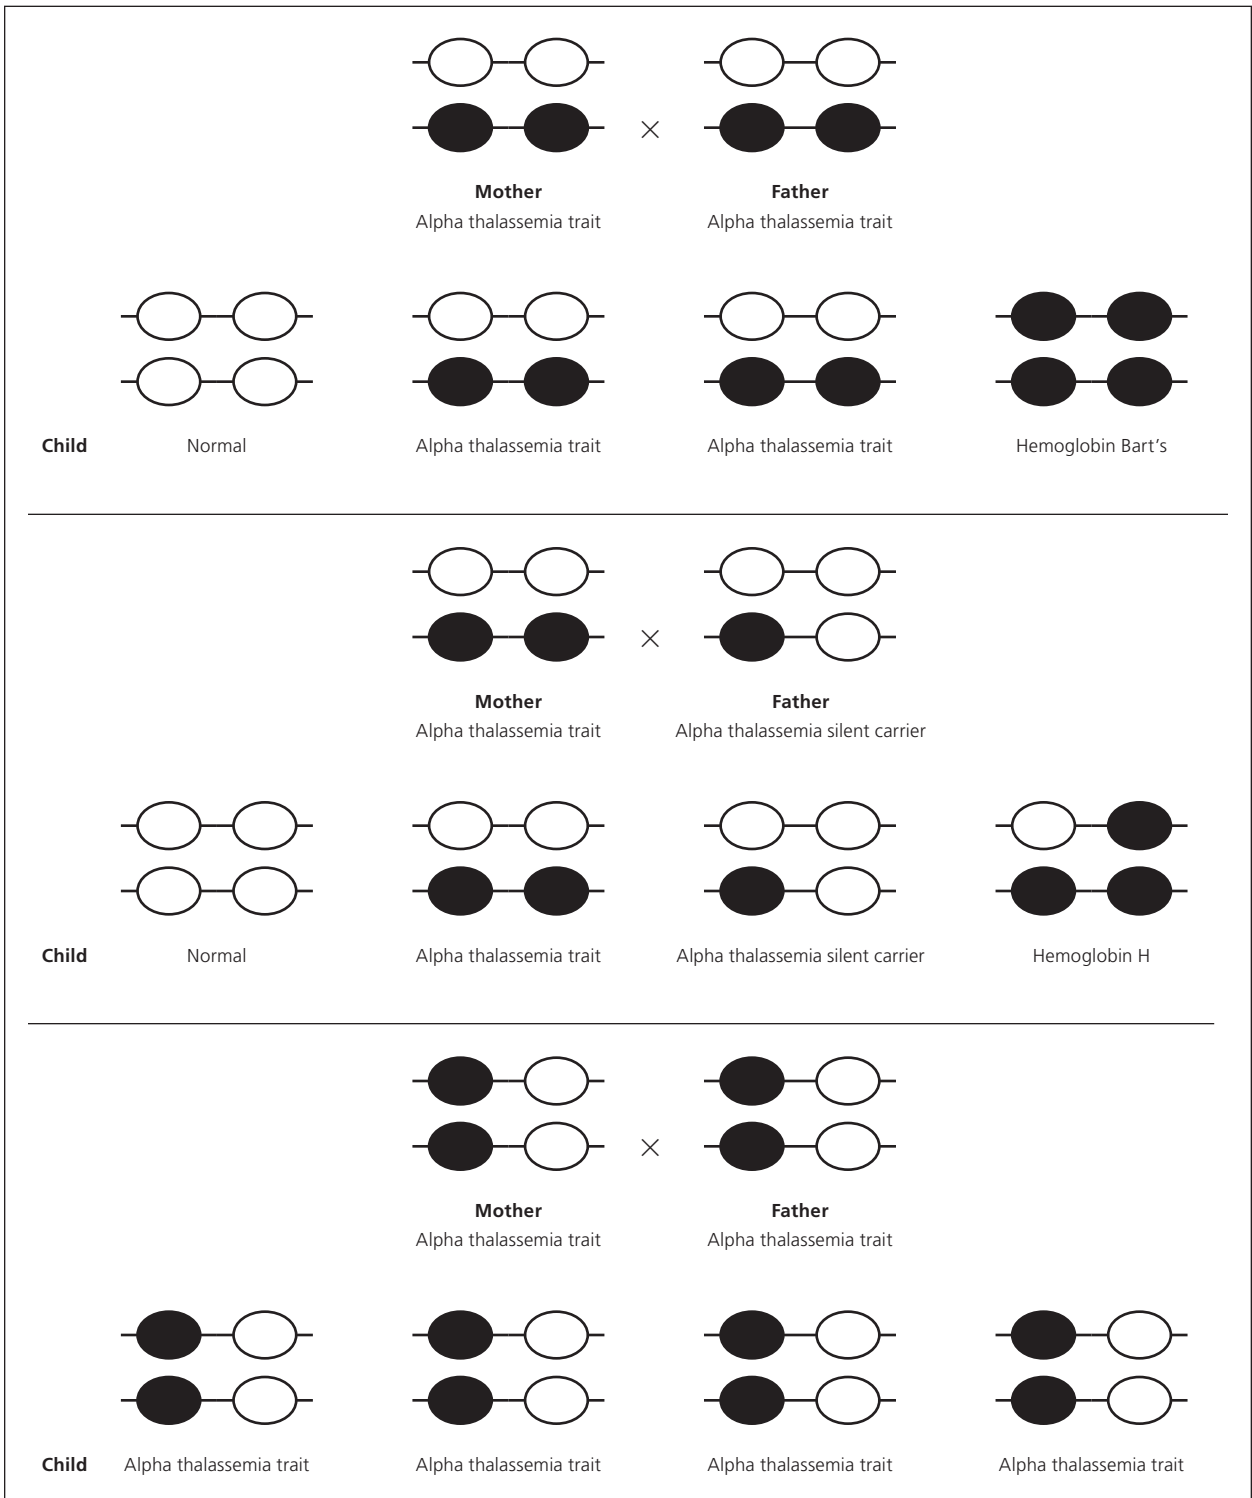 ×
Mother Father
Alpha thalassemia trait Alpha thalassemia trait
Child Normal Alpha thalassemia trait Alpha thalassemia trait Hemoglobin Bart's
×
Mother Father
Alpha thalassemia trait Alpha thalassemia silent carrier
Child Normal Alpha thalassemia trait Alpha thalassemia silent carrier Hemoglobin H
×
Mother Father
Alpha thalassemia trait Alpha thalassemia trait
Child Alpha thalassemia trait Alpha thalassemia trait Alpha thalassemia trait Alpha thalassemia trait